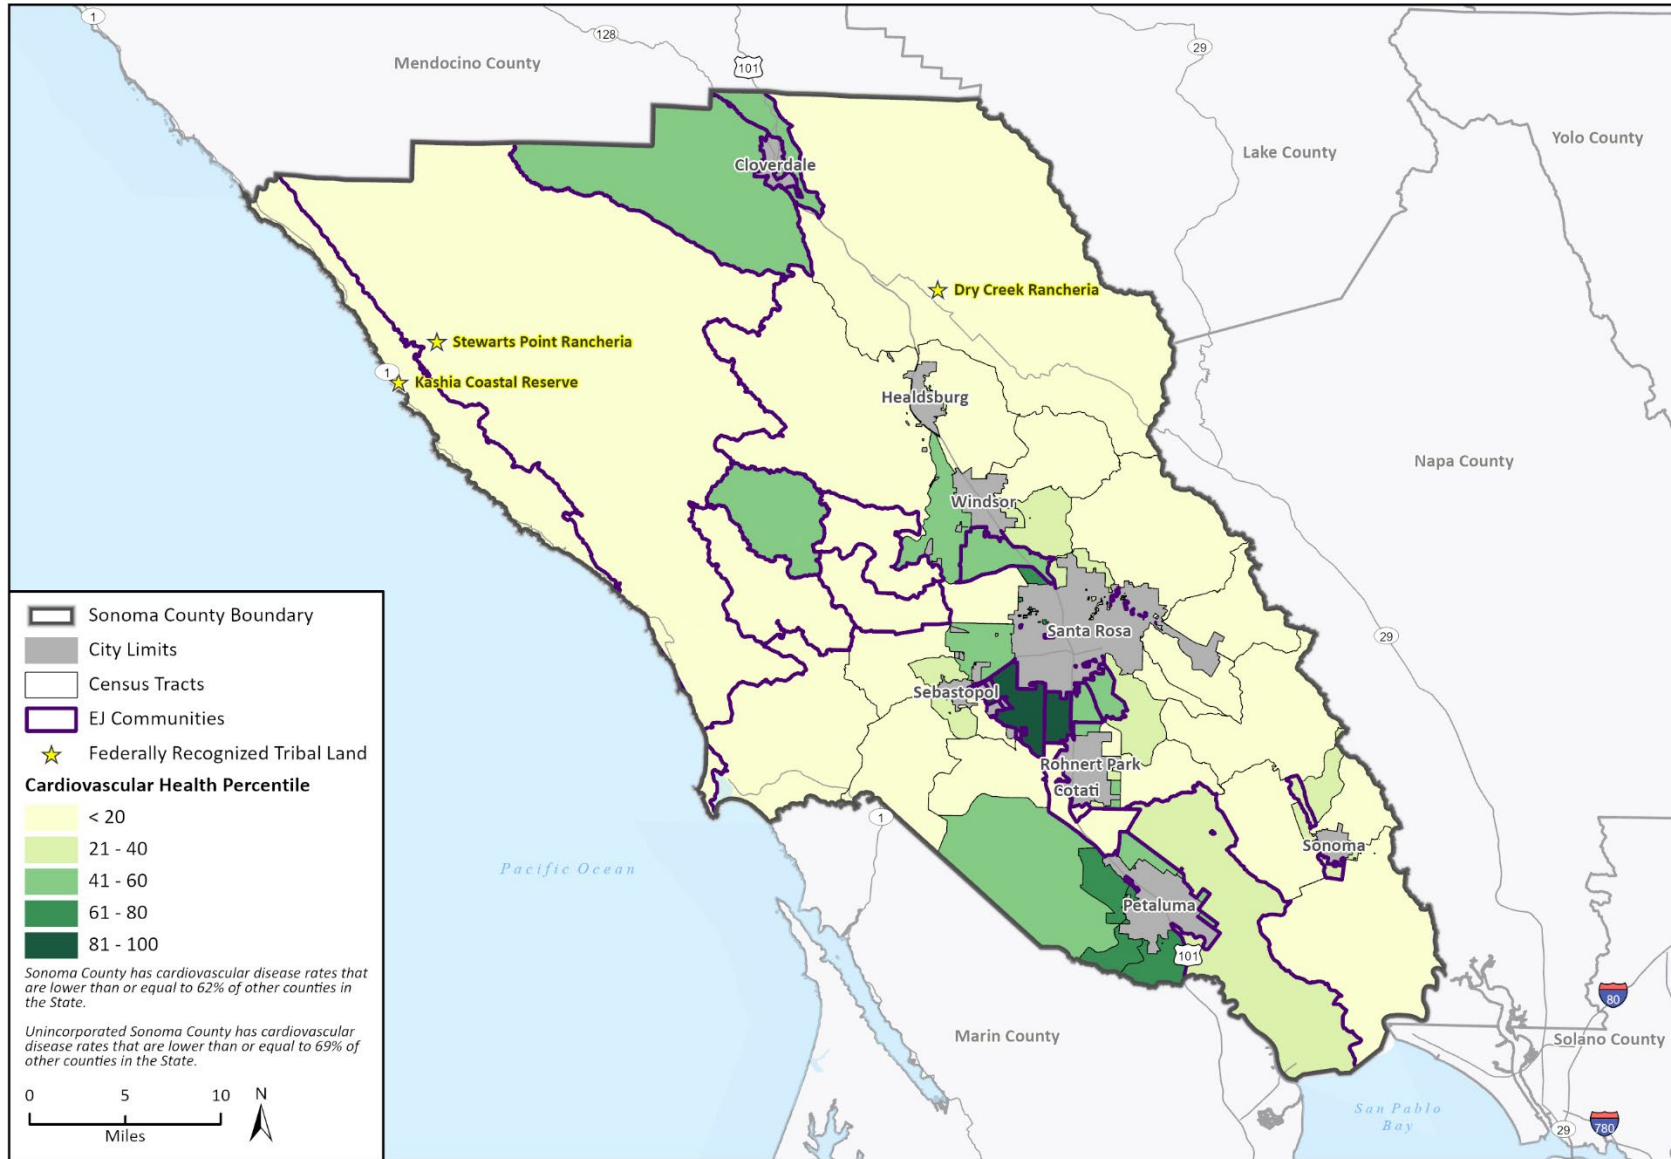 1
128
101
29
Mendocino County
Lake County
Yolo County
Cloverdale
Dry Creek Rancheria
Stewarts Point Rancheria
1
Kashia Coastal Reserve
29
Healdsburg
Napa County
Windsor
29
Santa Rosa
Sebastopol
Rohnert Park
Cotati
1
Sonoma
Pacific Ocean
Petaluma
101
80
Marin County
Solano County
San Pablo
Bay
29
780
Sonoma County Boundary
City Limits
Census Tracts
EJ Communities
Federally Recognized Tribal Land
Cardiovascular Health Percentile
< 20
21 - 40
41 - 60
61 - 80
81 - 100
Sonoma County has cardiovascular disease rates that
are lower than or equal to 62% of other counties in
the State.
Unincorporated Sonoma County has cardiovascular
disease rates that are lower than or equal to 69% of
other counties in the State.
0 5 10
Miles
N